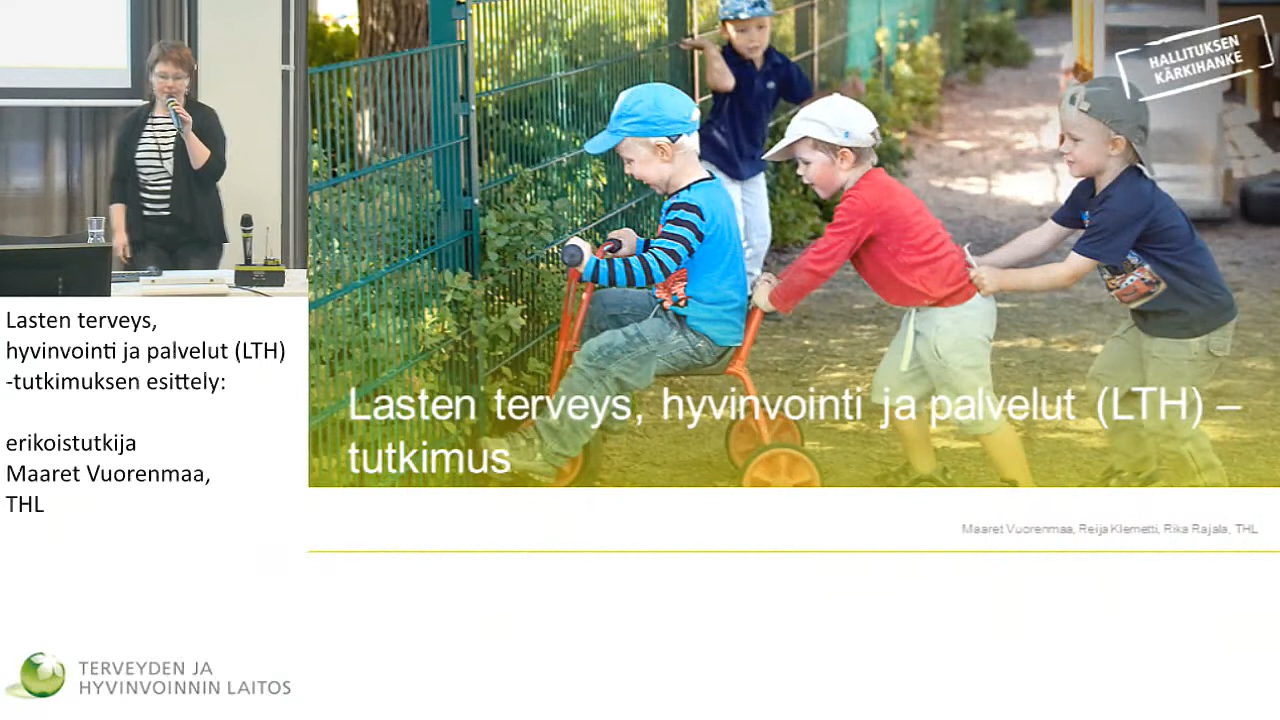 HALLITUKSEN
KÄRKIHANKE
Lasten terveys,
hyvinvointi ja palvelut (LTH)
-tutkimuksen esittely:
erikoistutkija
Maaret Vuorenmaa,
THL
Lasten terveys, hyvinvointi ja palvelut (LTH) –
tutkimus
Maaret Vuorenmaa, Reija Klemetti, Rika Rajala, THL
TERVEYDEN JA
HYVINVOINNIN LAITOS